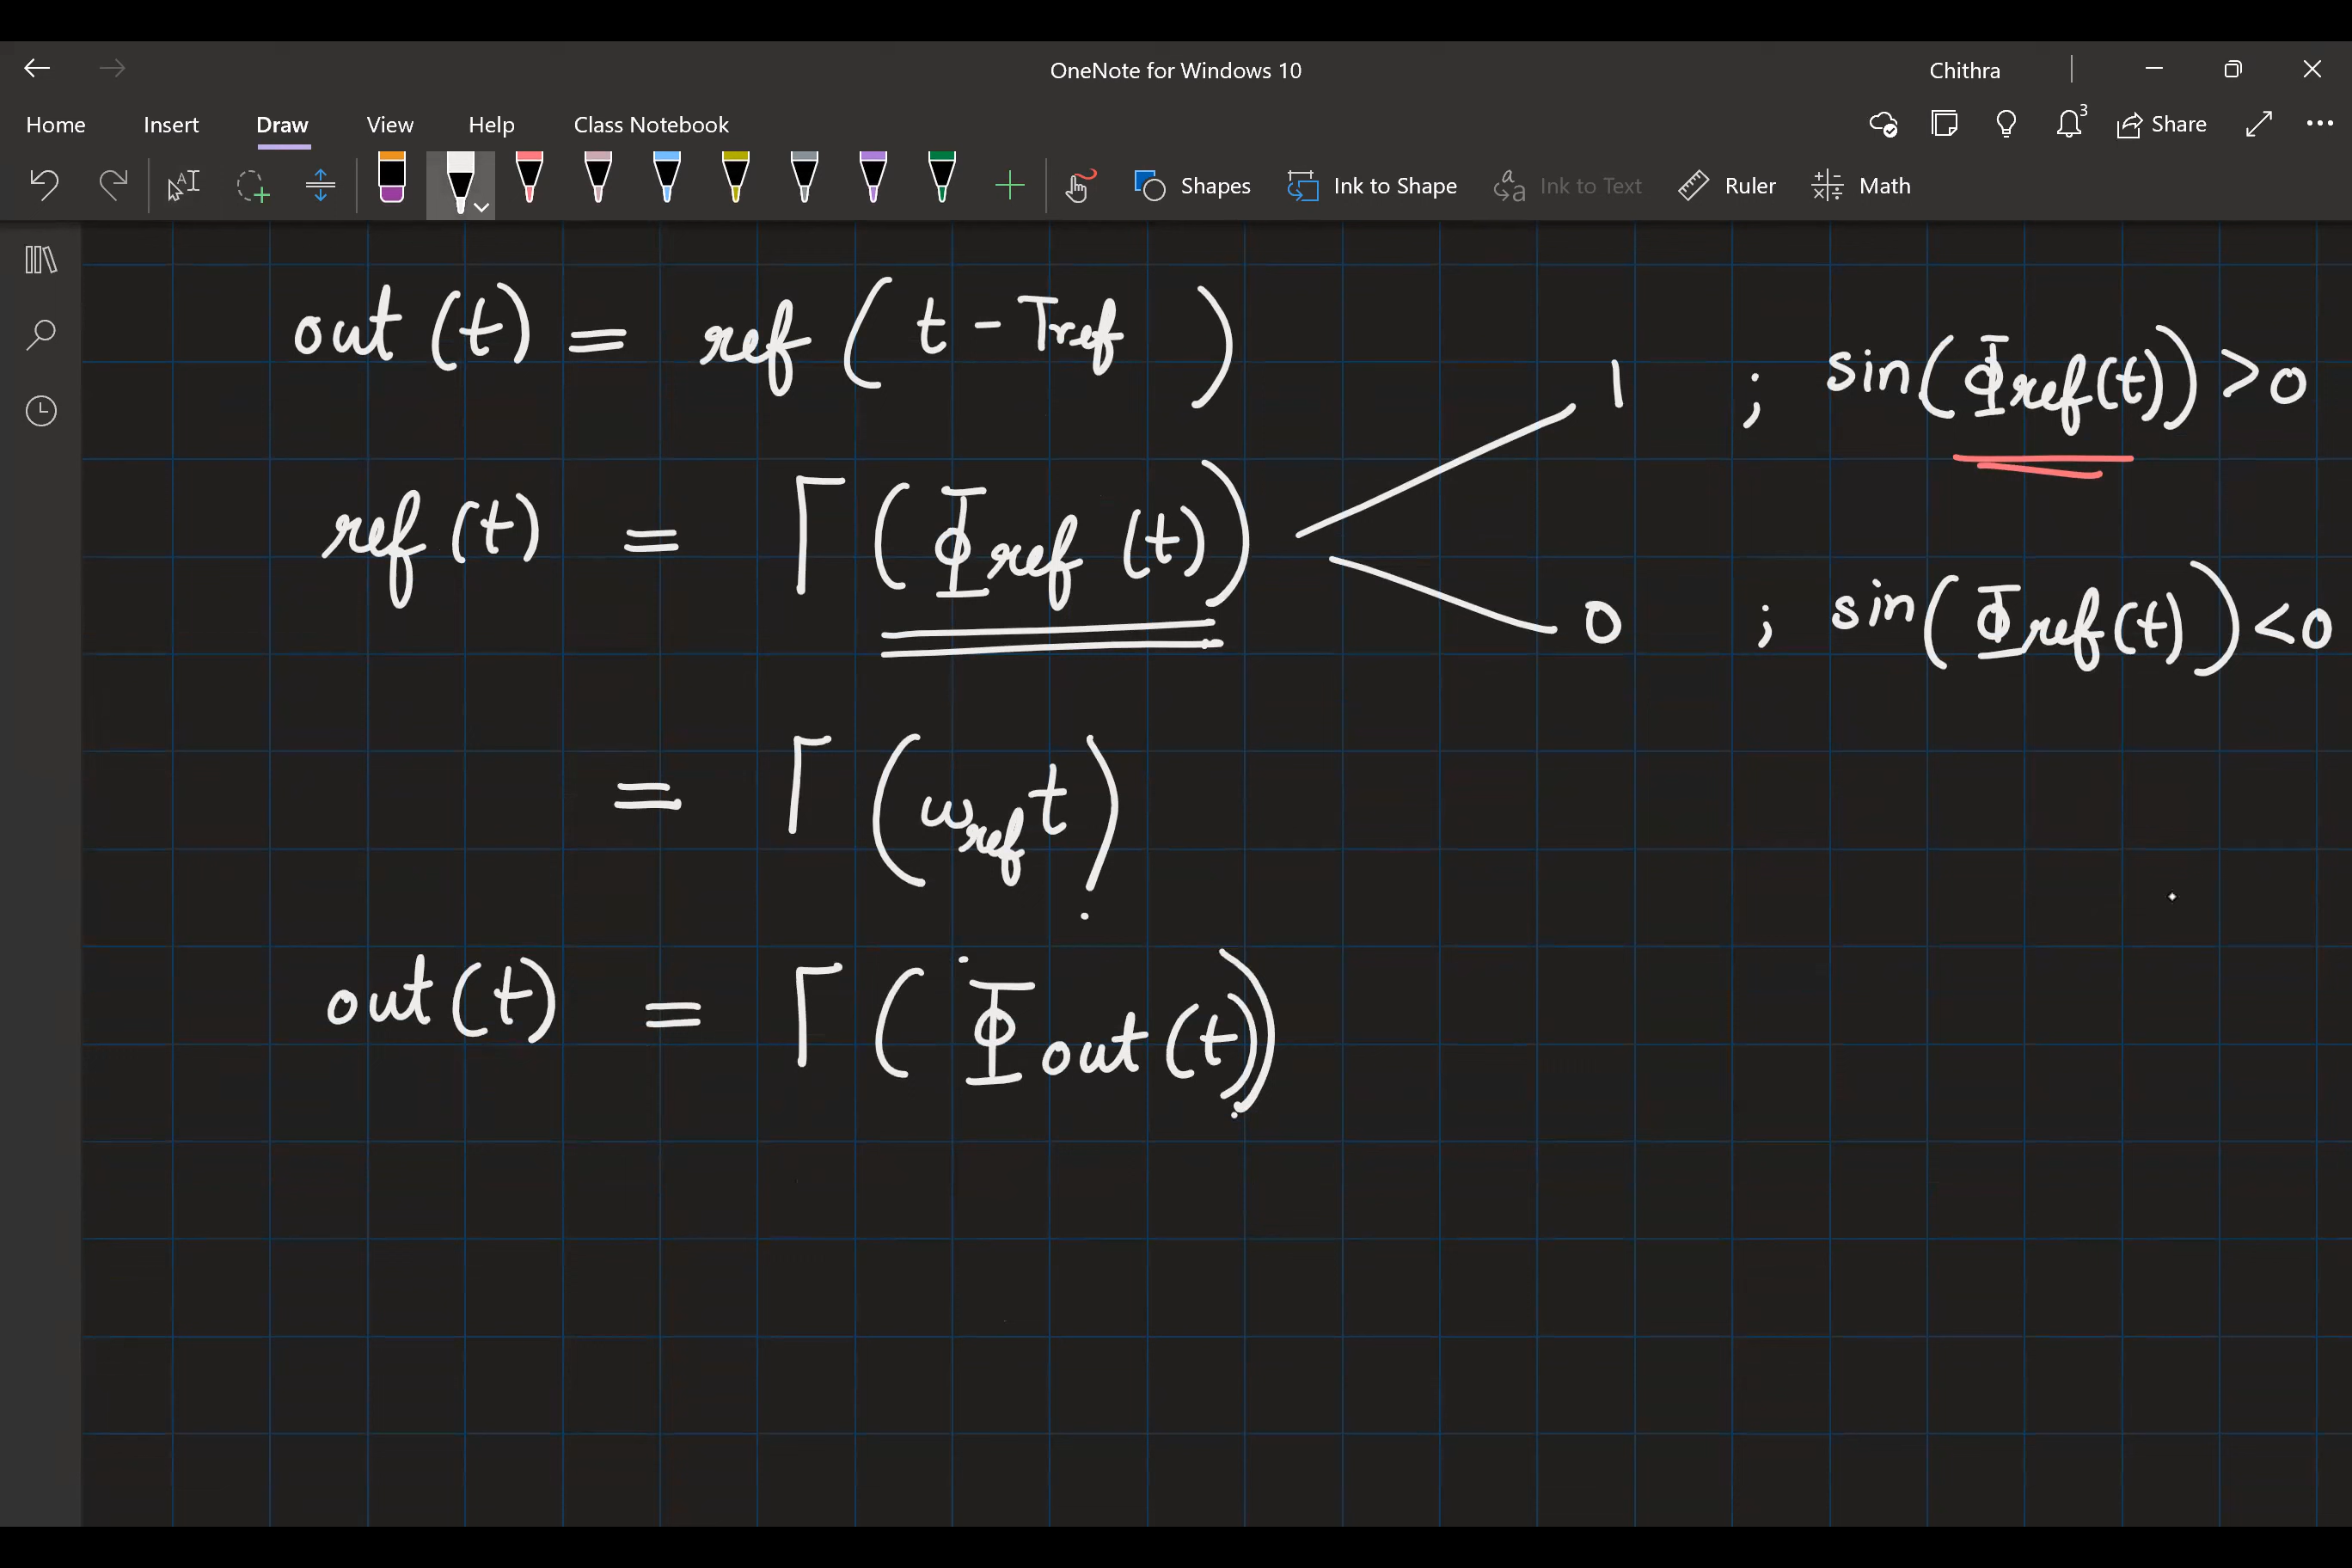 OneNote for Windows 10
Chithra
Home Insert Draw View Help Class Notebook
3 Share
Shapes Ink to Shape Ink to Text Ruler Math
out(t) = ref(t - Tref)
1 ; sin(Φref(t)) > 0
ref(t) = Γ(Φref(t))
0 ; sin(Φref(t)) < 0
= Γ(ωref t)
out(t) = Γ(Φout(t))